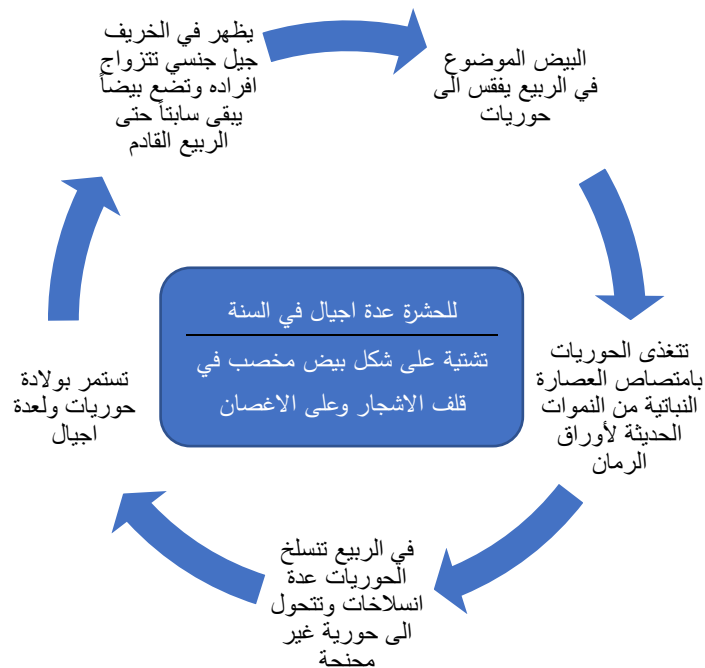 البيض الموضوع
في الربيع يفقس الى
حوريات
تتغذى الحوريات
بامتصاص العصارة
النباتية من النموات
الحديثة لأوراق
الرمان
في الربيع تنسلخ
الحوريات عدة
انسلاخات وتتحول
الى حورية غير
مجنحة
تستمر بولادة
حوريات ولعدة
اجيال
يظهر في الخريف
جيل جنسي تتزواج
افراده وتضع بيضاً
يبقى سابتاً حتى
الربيع القادم
للحشرة عدة اجيال في السنة
تشتية على شكل بيض مخصب في
قلف الاشجار وعلى الاغصان